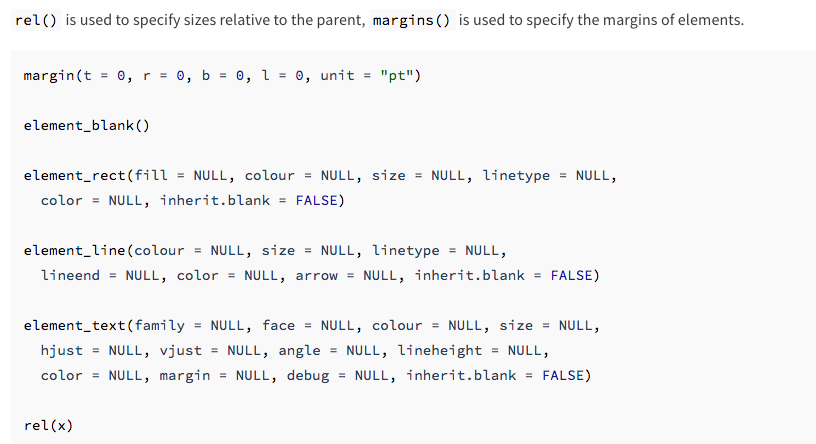 rel() is used to specify sizes relative to the parent, margins() is used to specify the margins of elements.
margin(t = 0, r = 0, b = 0, l = 0, unit = "pt")
element_blank()
element_rect(fill = NULL, colour = NULL, size = NULL, linetype = NULL,
color = NULL, inherit.blank = FALSE)
element_line(colour = NULL, size = NULL, linetype = NULL,
lineend = NULL, color = NULL, arrow = NULL, inherit.blank = FALSE)
element_text(family = NULL, face = NULL, colour = NULL, size = NULL,
hjust = NULL, vjust = NULL, angle = NULL, lineheight = NULL,
color = NULL, margin = NULL, debug = NULL, inherit.blank = FALSE)
rel(x)